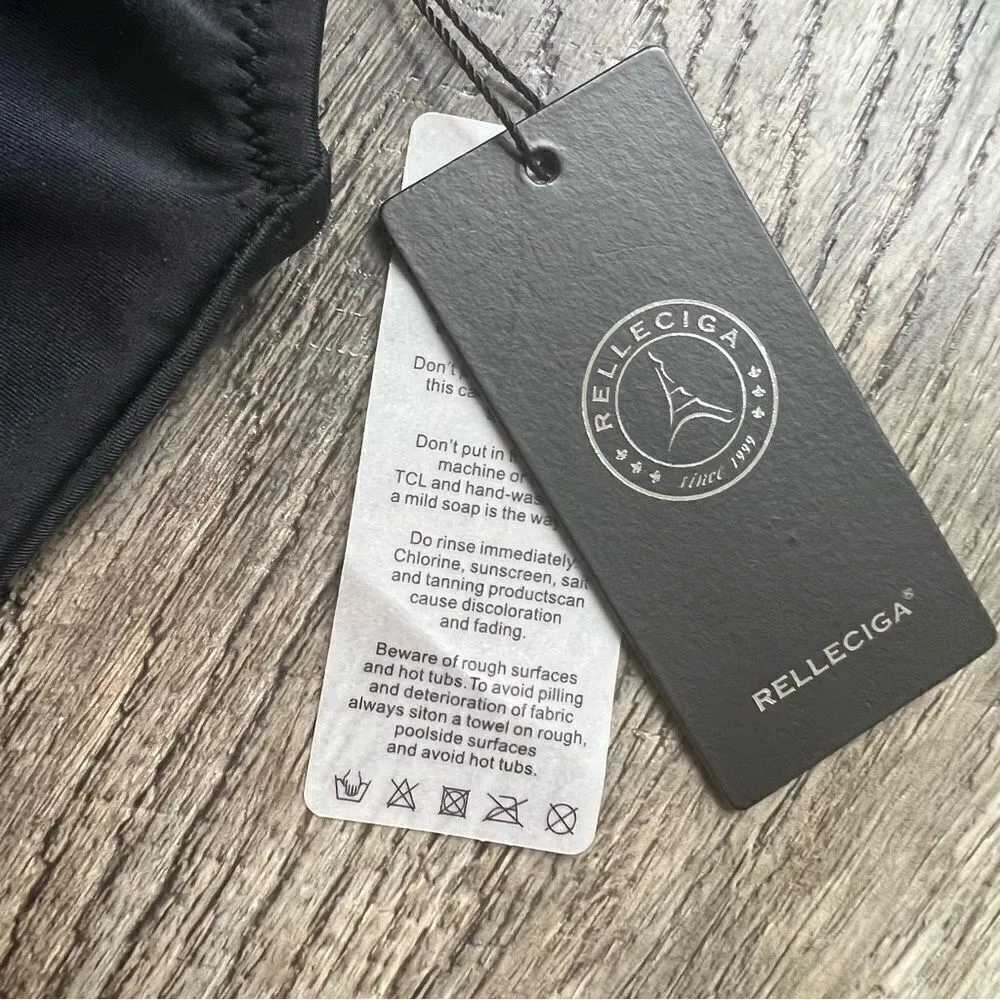 Don't
this
Don't put in
machine or
TCL and hand-was
a mild soap is the way
Do rinse immediately
Chlorine, sunscreen, salt
and tanning productscan
cause discoloration
and fading.
Beware of rough surfaces
and hot tubs. To avoid pilling
and deterioration of fabric
always siton a towel on rough,
poolside surfaces
and avoid hot tubs.
RELLECIGA
since 1999
RELLECIGA®